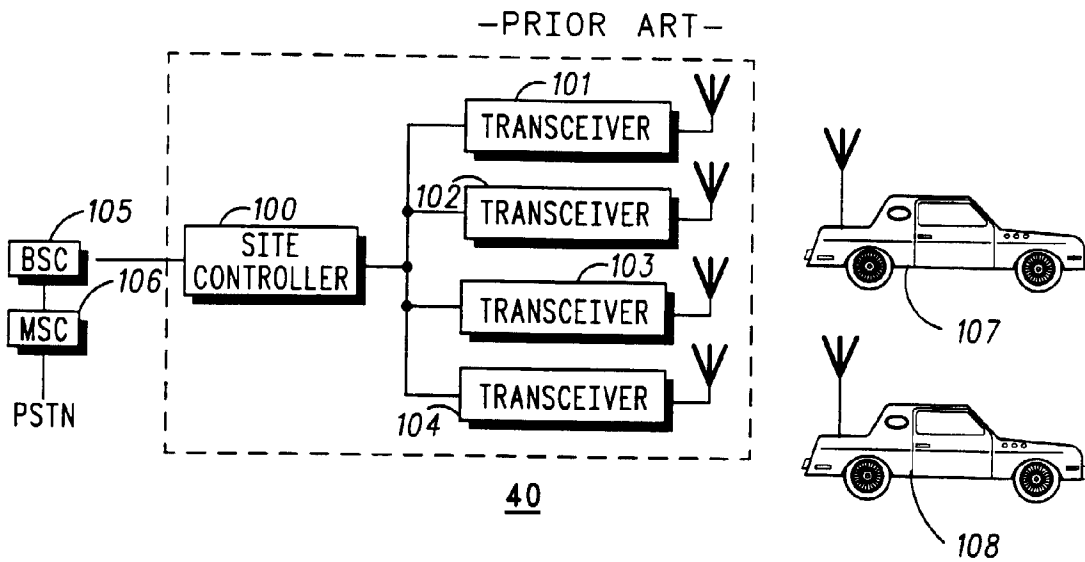 -PRIOR ART-
101
TRANSCEIVER
102
TRANSCEIVER
105
100
BSC
SITE
CONTROLLER
106
103
MSC
TRANSCEIVER
107
PSTN
TRANSCEIVER
104
40
108